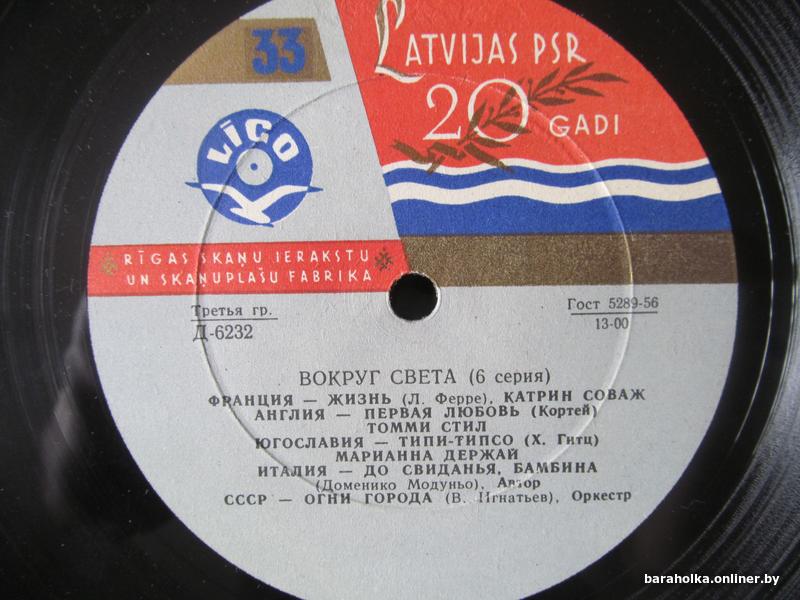 33
LATVIJAS PSR
20 GADI
LĪGO
RĪGAS SKAŅU IERAKSTU
UN SKAŅUPLAŠU FABRIKA
Третья гр.
Д-6232
Гост 5289-56
13-00
ВОКРУГ СВЕТА (6 серия)
ФРАНЦИЯ — ЖИЗНЬ (Л. Ферре), КАТРИН СОВАЖ
АНГЛИЯ — ПЕРВАЯ ЛЮБОВЬ (Кортей)
ТОММИ СТИЛ
ЮГОСЛАВИЯ — ТИПИ-ТИПСО (Х. Гитц)
МАРИАННА ДЕРЖАЙ
ИТАЛИЯ — ДО СВИДАНЬЯ, БАМБИНА
(Доменико Модуньо), Автор
СССР — ОГНИ ГОРОДА (В. Игнатьев), Оркестр
baraholka.onliner.by